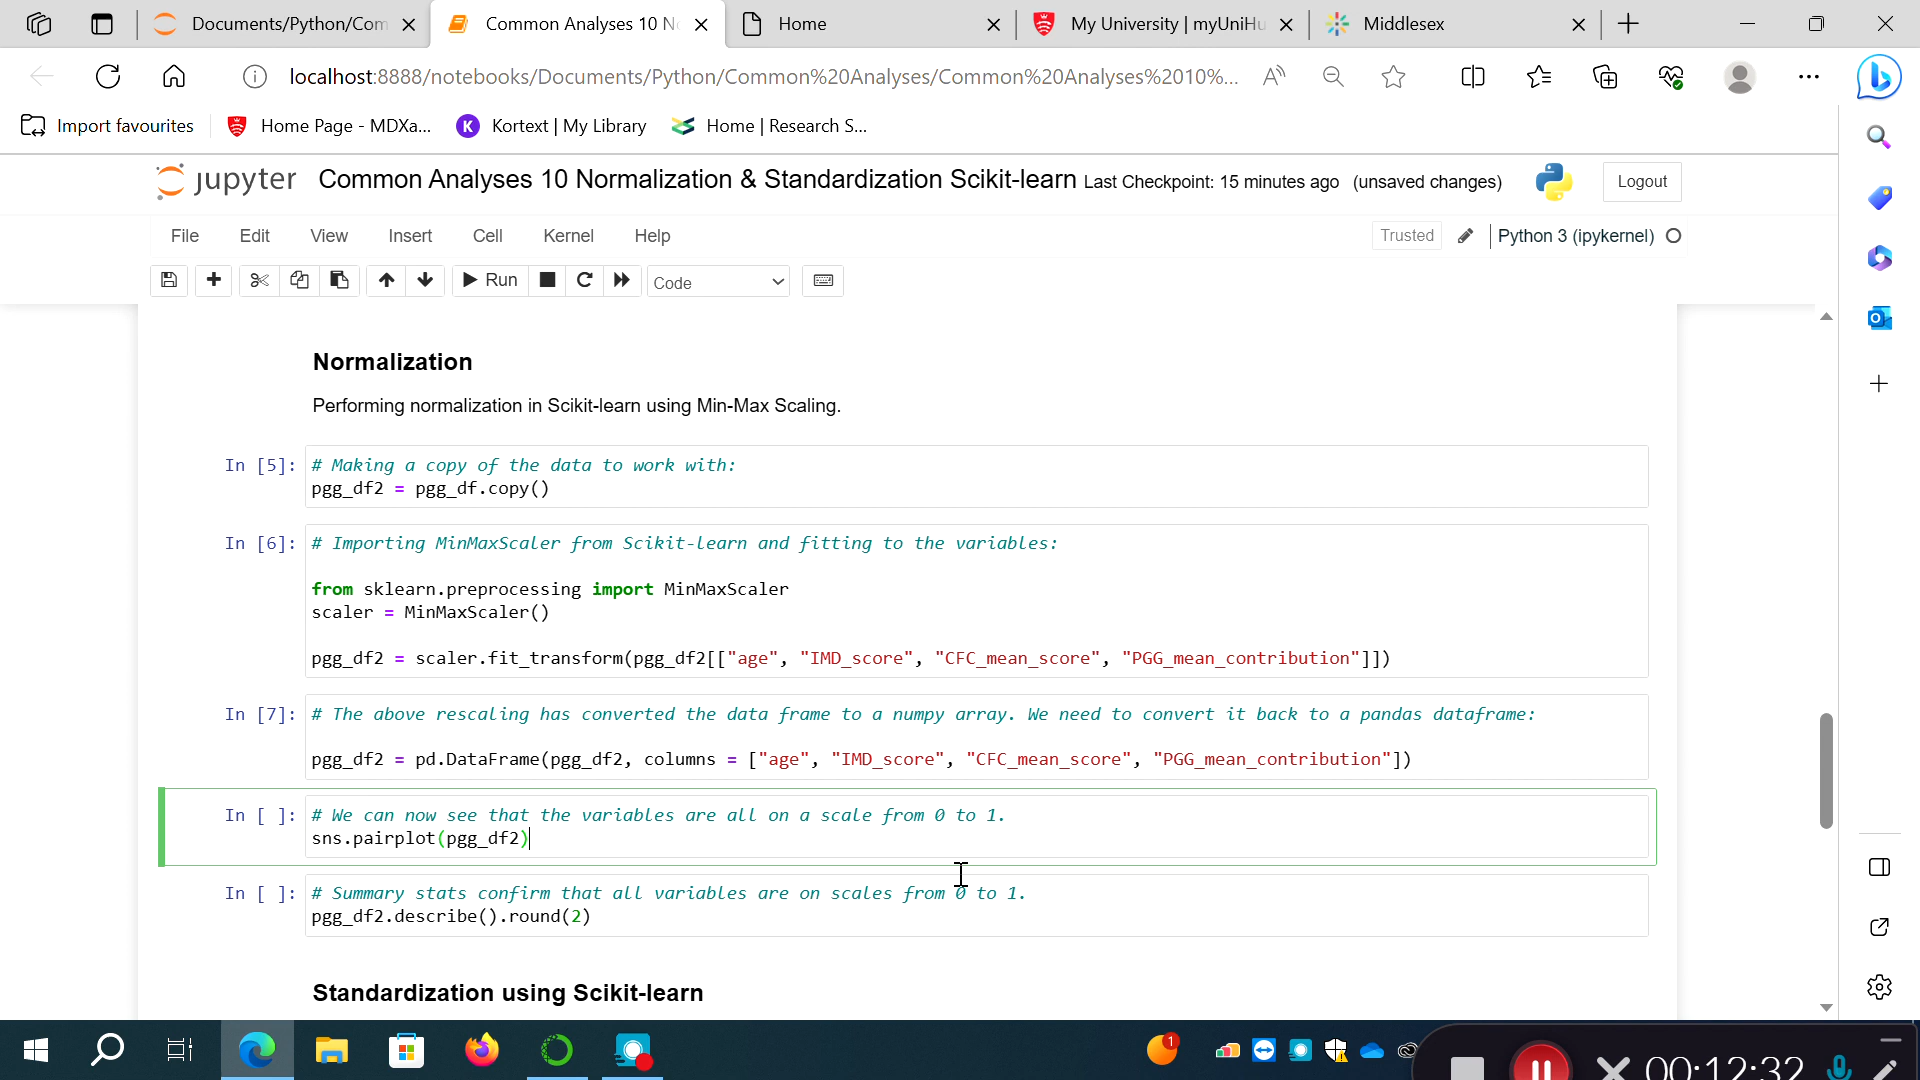 Documents/Python/Com
Common Analyses 10 No
Home
My University | myUniHu
Middlesex
localhost:8888/notebooks/Documents/Python/Common%20Analyses/Common%20Analyses%2010%...
Import favourites
Home Page - MDXa...
K
Kortext | My Library
Home | Research S...
jupyter
Common Analyses 10 Normalization & Standardization Scikit-learn
Last Checkpoint: 15 minutes ago (unsaved changes)
Logout
File Edit View Insert Cell Kernel Help
Trusted
Python 3 (ipykernel)
Run
Code
Normalization
Performing normalization in Scikit-learn using Min-Max Scaling.
In [5]: # Making a copy of the data to work with:
pgg_df2 = pgg_df.copy()
In [6]: # Importing MinMaxScaler from Scikit-learn and fitting to the variables:
from sklearn.preprocessing import MinMaxScaler
scaler = MinMaxScaler()
pgg_df2 = scaler.fit_transform(pgg_df2[["age", "IMD_score", "CFC_mean_score", "PGG_mean_contribution"]])
In [7]: # The above rescaling has converted the data frame to a numpy array. We need to convert it back to a pandas dataframe:
pgg_df2 = pd.DataFrame(pgg_df2, columns = ["age", "IMD_score", "CFC_mean_score", "PGG_mean_contribution"])
In [ ]: # We can now see that the variables are all on a scale from 0 to 1.
sns.pairplot(pgg_df2)
In [ ]: # Summary stats confirm that all variables are on scales from 0 to 1.
pgg_df2.describe().round(2)
Standardization using Scikit-learn
1
00:12:32